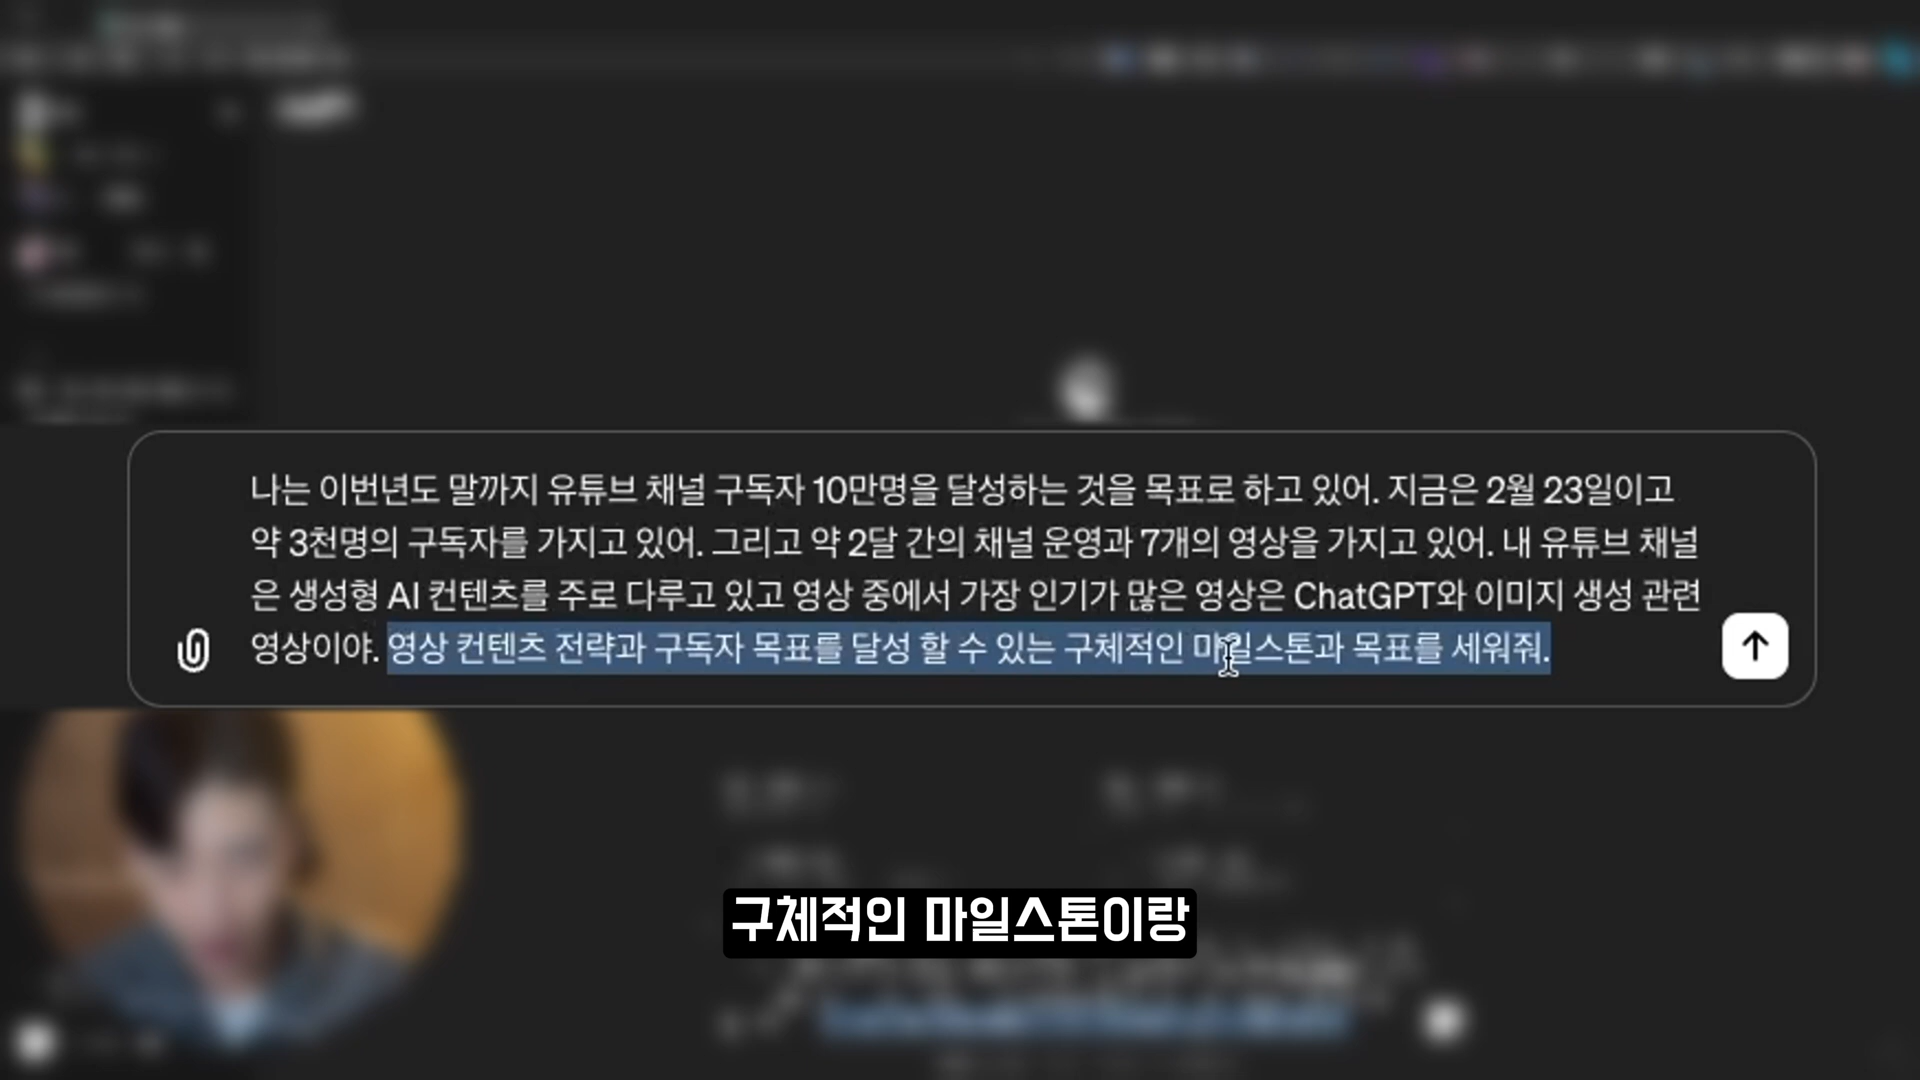 나는 이번년도 말까지 유튜브 채널 구독자 10만명을 달성하는 것을 목표로 하고 있어. 지금은 2월 23일이고
약 3천명의 구독자를 가지고 있어. 그리고 약 2달 간의 채널 운영과 7개의 영상을 가지고 있어. 내 유튜브 채널
은 생성형 AI 컨텐츠를 주로 다루고 있고 영상 중에서 가장 인기가 많은 영상은 ChatGPT와 이미지 생성 관련
영상이야. 영상 컨텐츠 전략과 구독자 목표를 달성 할 수 있는 구체적인 마일스톤과 목표를 세워줘.
구체적인 마일스톤이랑